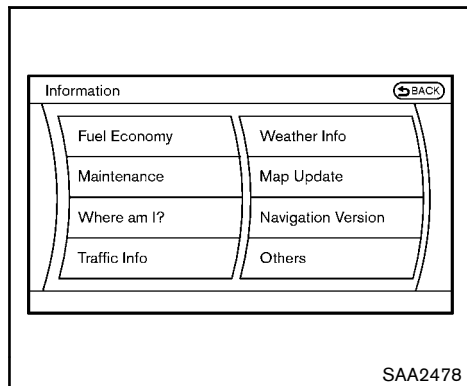 Information
BACK
Fuel Economy
Weather Info
Maintenance
Map Update
Where am I?
Navigation Version
Traffic Info
Others
SAA2478